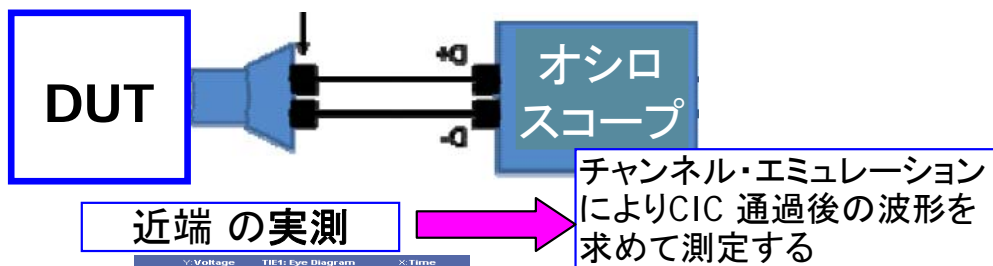 DUT
D+
D-
オシロ
スコープ
近端 の実測
チャンネル・エミュレーション
によりCIC 通過後の波形を
求めて測定する
Y:Voltage TIE1: Eye Diagram X:Time